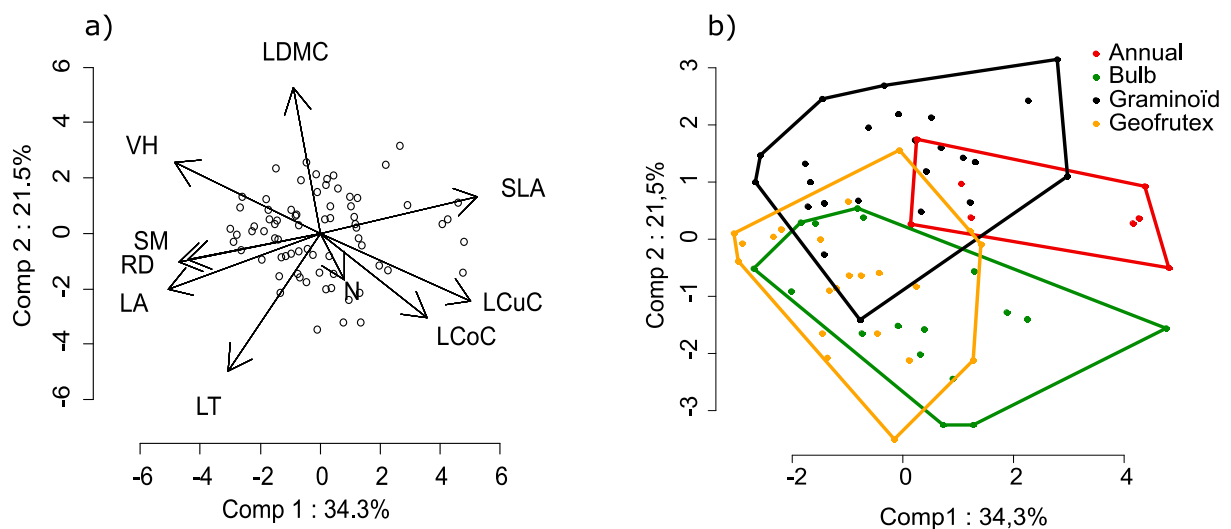 a)
LDMC
VH
SLA
SM
RD
LA
N
LCuC
LCoC
LT
Comp 2 : 21.5%
6
4
2
0
-2
-4
-6
-6 -4 -2 0 2 4 6
Comp 1 : 34.3%
b)
Annual
Bulb
Graminoïd
Geofrutex
Comp 2 : 21,5%
3
2
1
0
-1
-2
-3
-2 0 2 4
Comp1 : 34,3%